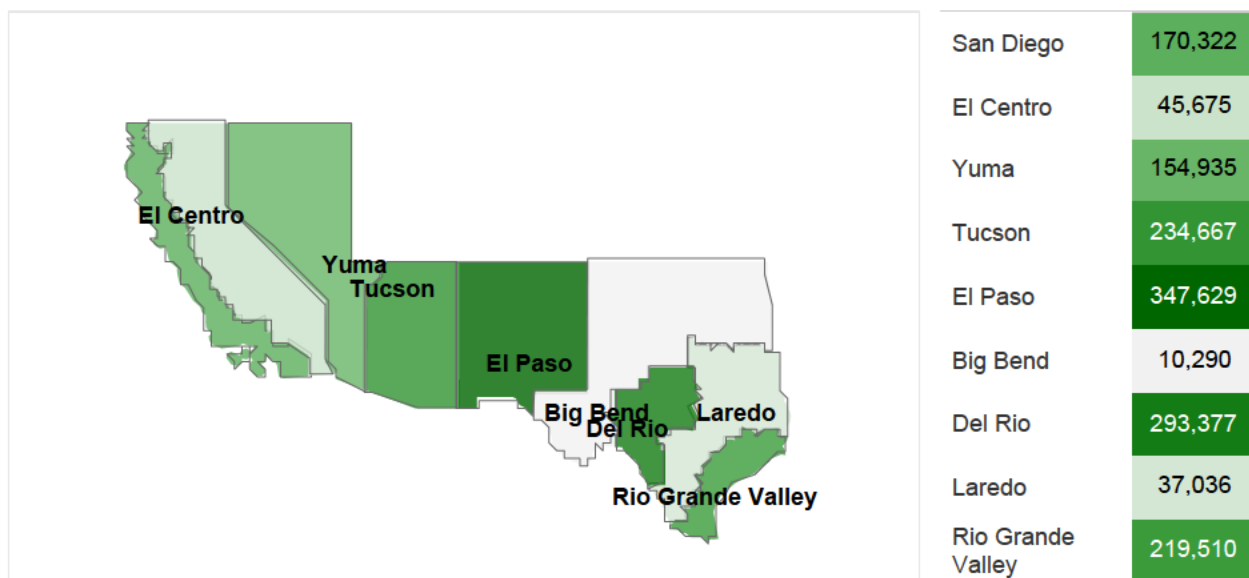 El Centro
Yuma
Tucson
El Paso
Big Bend
Del Rio
Laredo
Rio Grande Valley
San Diego 170,322
El Centro 45,675
Yuma 154,935
Tucson 234,667
El Paso 347,629
Big Bend 10,290
Del Rio 293,377
Laredo 37,036
Rio Grande
Valley 219,510